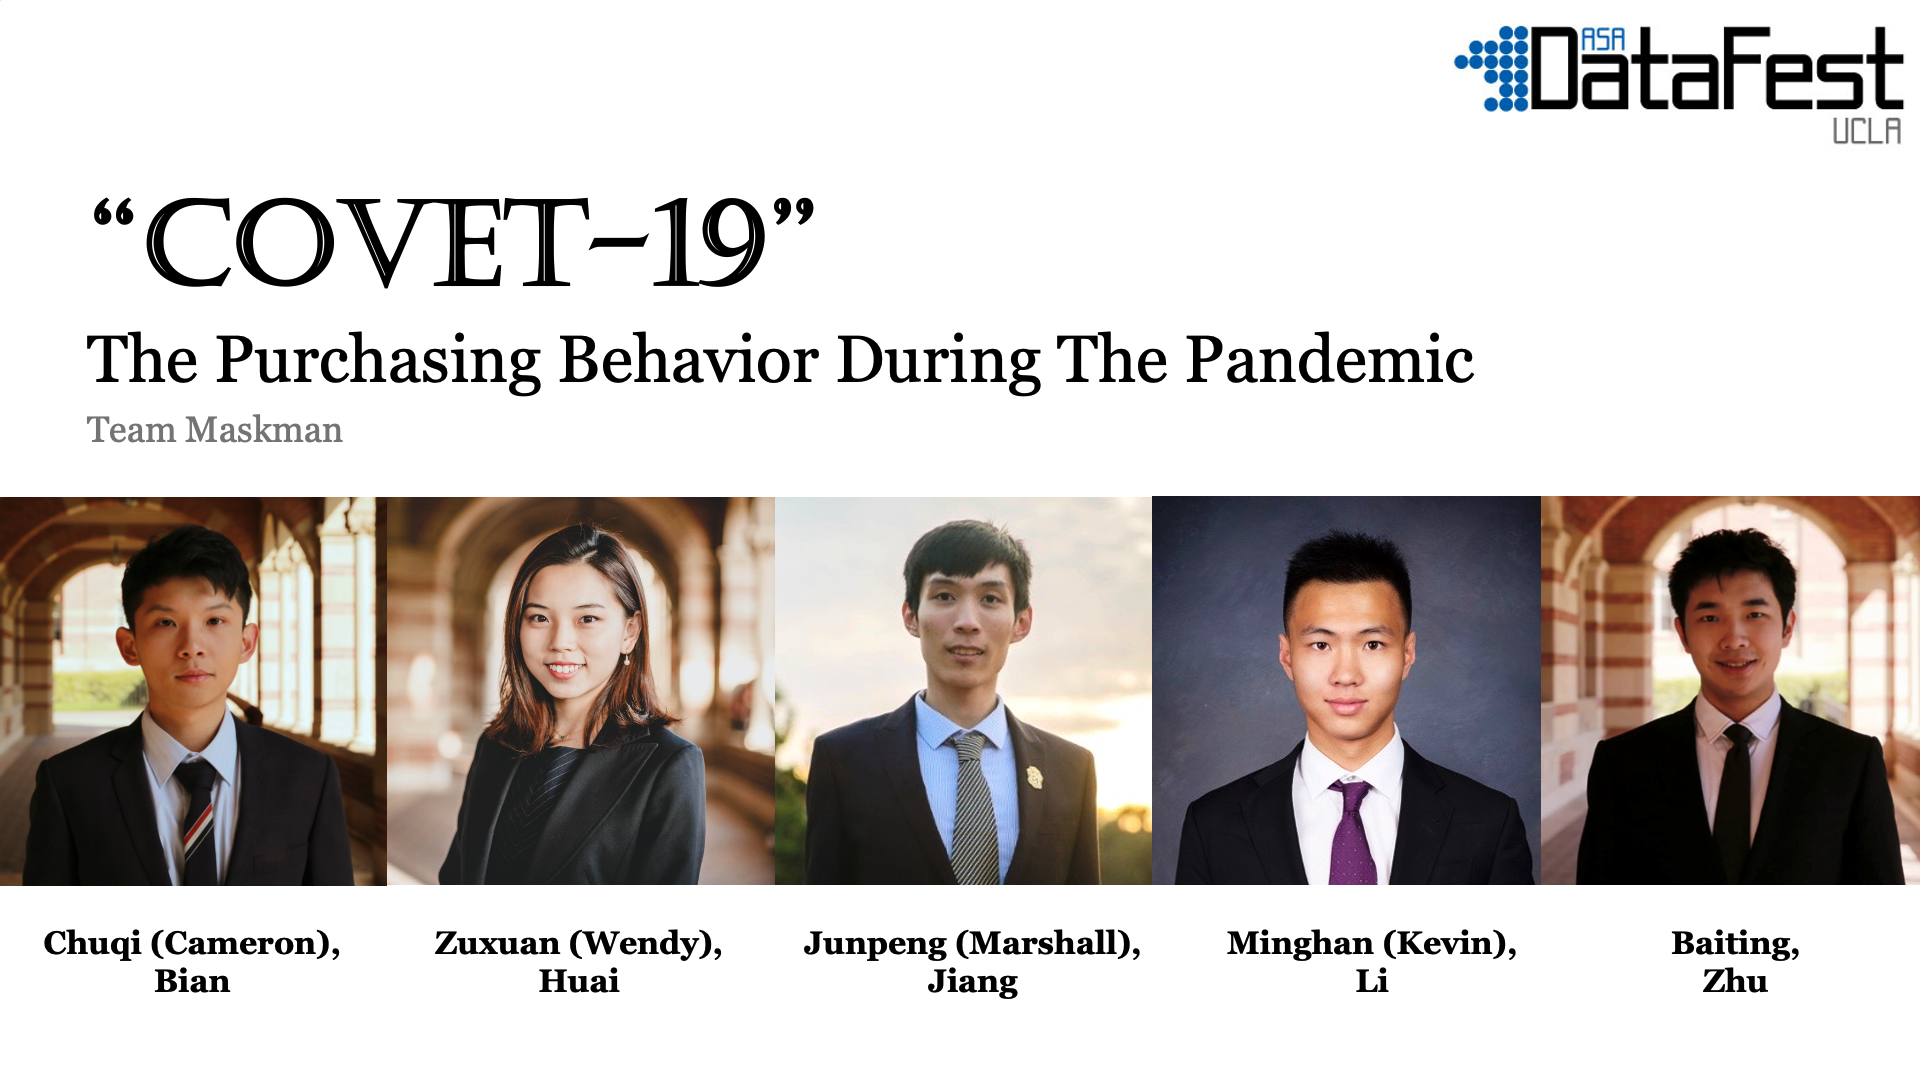 ASA
DataFest
UCLA
“COVET-19”
The Purchasing Behavior During The Pandemic
Team Maskman
Chuqi (Cameron),
Bian
Zuxuan (Wendy),
Huai
Junpeng (Marshall),
Jiang
Minghan (Kevin),
Li
Baiting,
Zhu